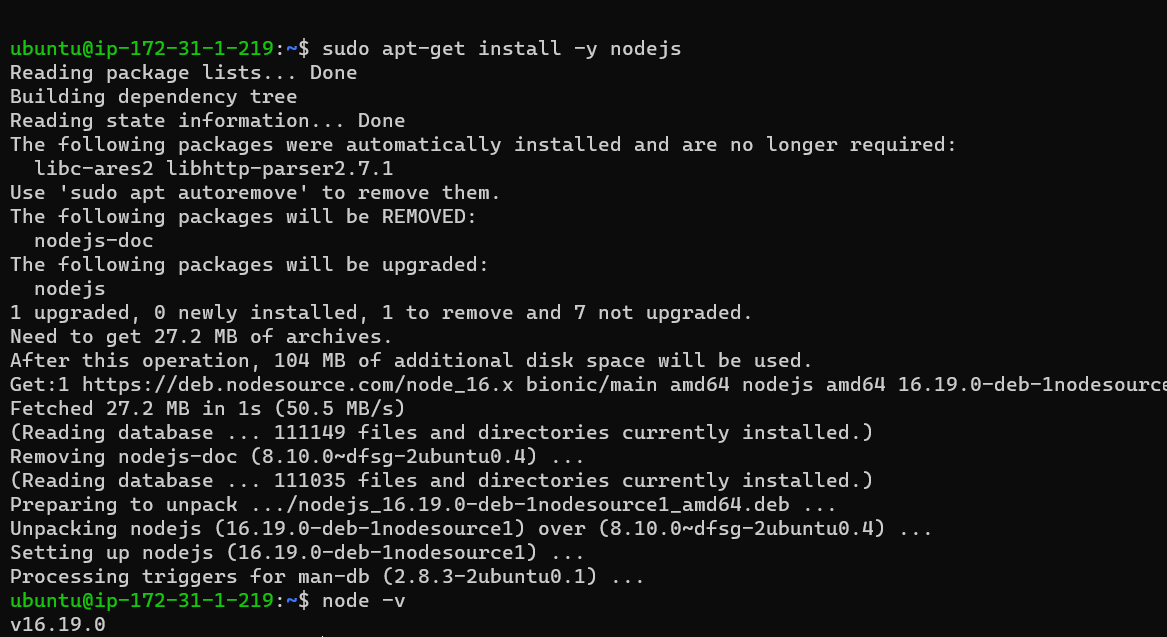 ubuntu@ip-172-31-1-219:~$ sudo apt-get install -y nodejs
Reading package lists... Done
Building dependency tree
Reading state information... Done
The following packages were automatically installed and are no longer required:
  libc-ares2 libhttp-parser2.7.1
Use 'sudo apt autoremove' to remove them.
The following packages will be REMOVED:
  nodejs-doc
The following packages will be upgraded:
  nodejs
1 upgraded, 0 newly installed, 1 to remove and 7 not upgraded.
Need to get 27.2 MB of archives.
After this operation, 104 MB of additional disk space will be used.
Get:1 https://deb.nodesource.com/node_16.x bionic/main amd64 nodejs amd64 16.19.0-deb-1nodesource
Fetched 27.2 MB in 1s (50.5 MB/s)
(Reading database ... 111149 files and directories currently installed.)
Removing nodejs-doc (8.10.0~dfsg-2ubuntu0.4) ...
(Reading database ... 111035 files and directories currently installed.)
Preparing to unpack .../nodejs_16.19.0-deb-1nodesource1_amd64.deb ...
Unpacking nodejs (16.19.0-deb-1nodesource1) over (8.10.0~dfsg-2ubuntu0.4) ...
Setting up nodejs (16.19.0-deb-1nodesource1) ...
Processing triggers for man-db (2.8.3-2ubuntu0.1) ...
ubuntu@ip-172-31-1-219:~$ node -v
v16.19.0